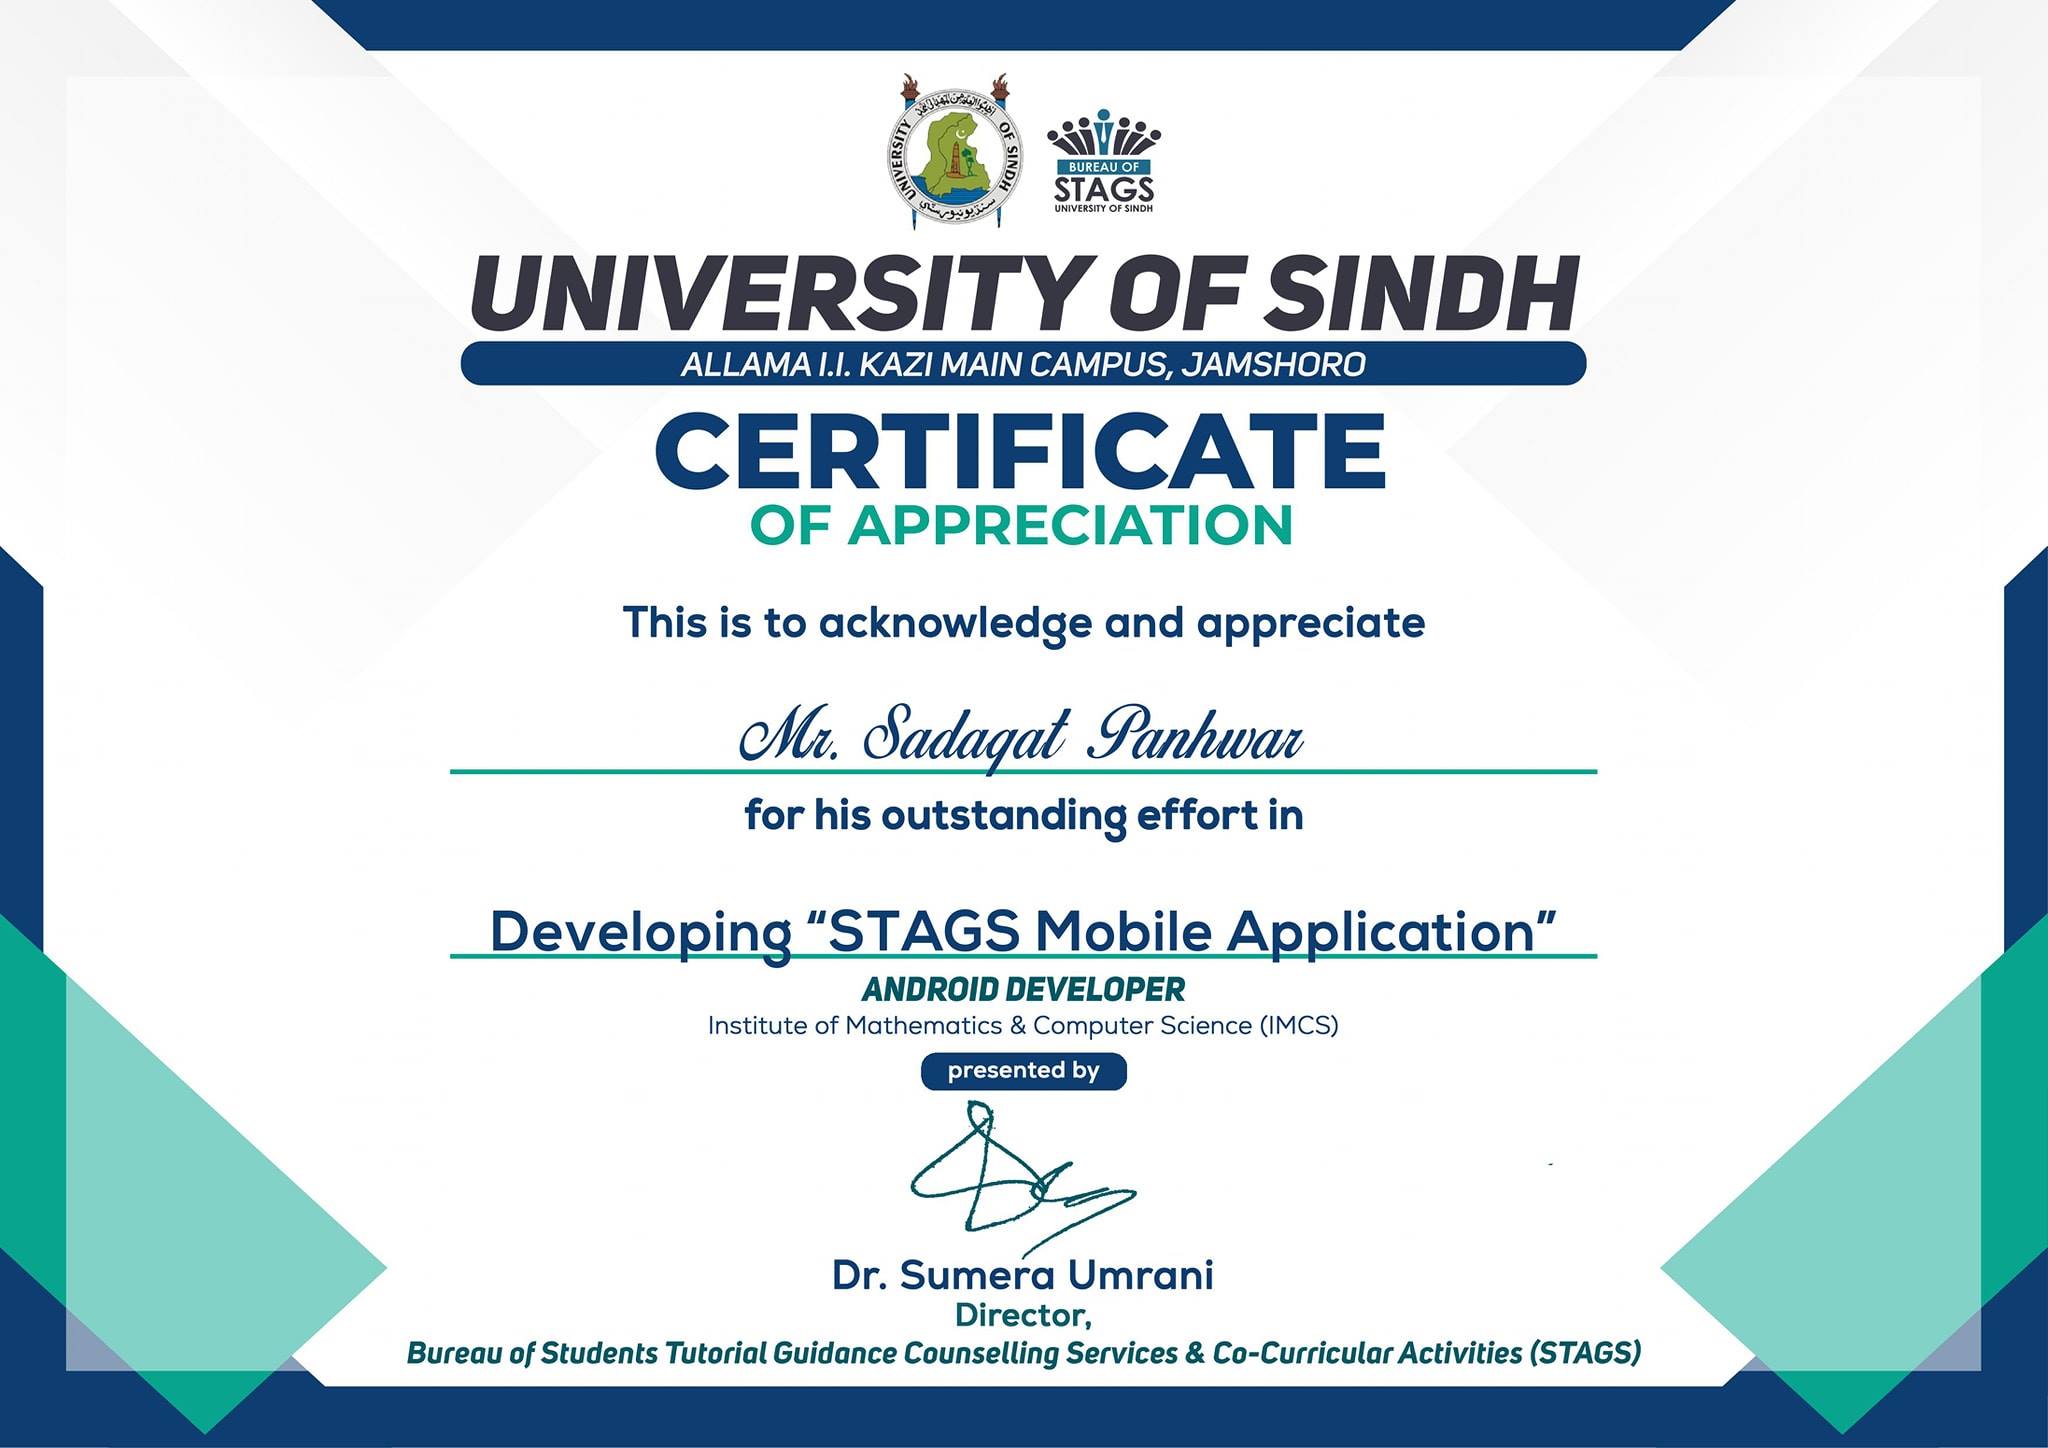 UNIVERSITY OF SINDH
سنڌ يونيورسٽي
BUREAU OF
STAGS
UNIVERSITY OF SINDH
UNIVERSITY OF SINDH
ALLAMA I.I. KAZI MAIN CAMPUS, JAMSHORO
CERTIFICATE
OF APPRECIATION
This is to acknowledge and appreciate
Mr. Sadaqat Panhwar
for his outstanding effort in
Developing “STAGS Mobile Application”
ANDROID DEVELOPER
Institute of Mathematics & Computer Science (IMCS)
presented by
Dr. Sumera Umrani
Director,
Bureau of Students Tutorial Guidance Counselling Services & Co-Curricular Activities (STAGS)